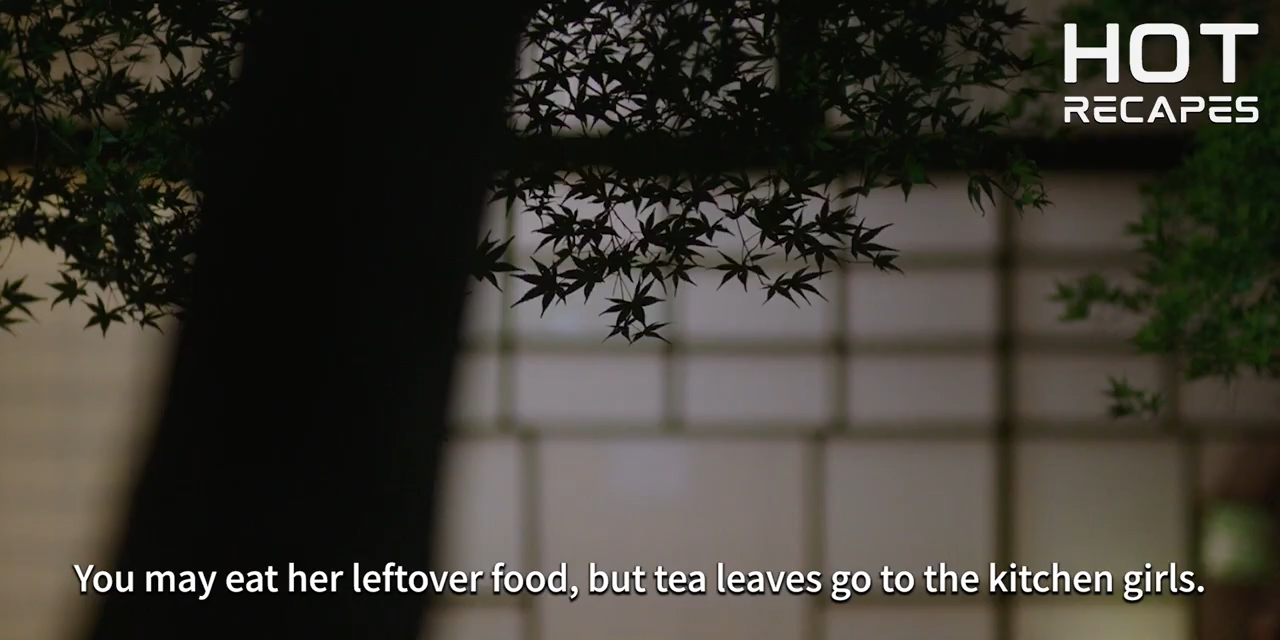 HOT
RECAPES
You may eat her leftover food, but tea leaves go to the kitchen girls.